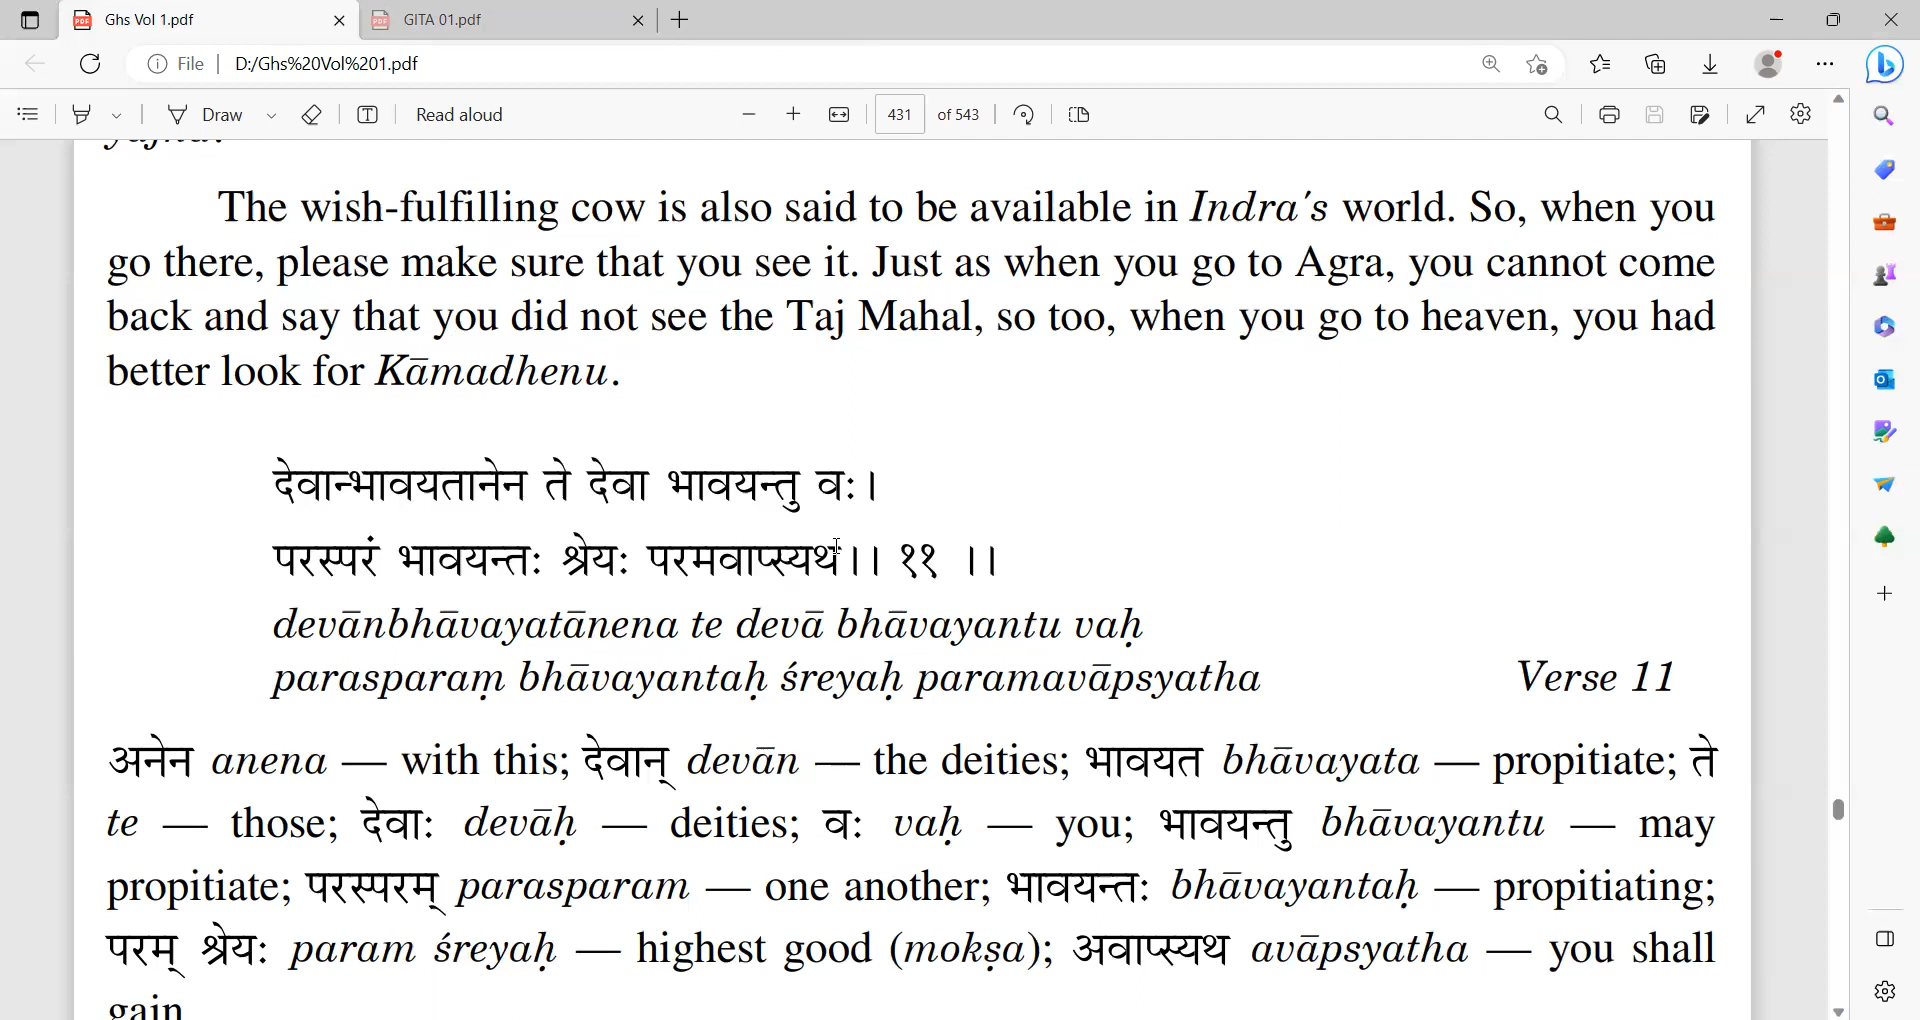 Ghs Vol 1.pdf
GITA 01.pdf
File
D:/Ghs%20Vol%201.pdf
Draw
Read aloud
431 of 543
The wish-fulfilling cow is also said to be available in Indra's world. So, when you
go there, please make sure that you see it. Just as when you go to Agra, you cannot come
back and say that you did not see the Taj Mahal, so too, when you go to heaven, you had
better look for Kāmadhenu.
देवान्भावयतानेन ते देवा भावयन्तु वः।
परस्परं भावयन्तः श्रेयः परमवाप्स्यथ।। ११ ।।
devānbhāvayatānena te devā bhāvayantu vaḥ
parasparaṃ bhāvayantaḥ śreyaḥ paramavāpsyatha Verse 11
अनेन anena — with this; देवान् devān — the deities; भावयत bhāvayata — propitiate; ते
te — those; देवाः devāḥ — deities; वः vaḥ — you; भावयन्तु bhāvayantu — may
propitiate; परस्परम् parasparam — one another; भावयन्तः bhāvayantaḥ — propitiating;
परम् श्रेयः param śreyaḥ — highest good (mokṣa); अवाप्स्यथ avāpsyatha — you shall
gain